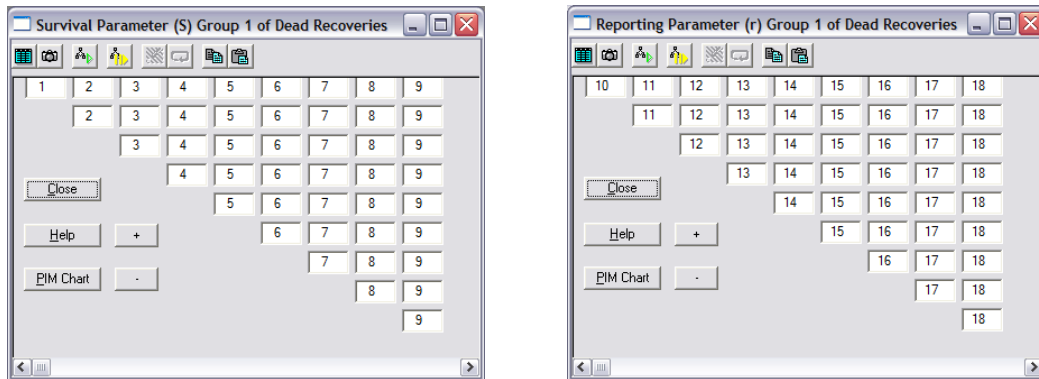 Survival Parameter (S) Group 1 of Dead Recoveries
1 2 3 4 5 6 7 8 9
2 3 4 5 6 7 8 9
3 4 5 6 7 8 9
4 5 6 7 8 9
Close
5 6 7 8 9
Help +
6 7 8 9
7 8 9
PIM Chart -
8 9
9
Reporting Parameter (r) Group 1 of Dead Recoveries
10 11 12 13 14 15 16 17 18
11 12 13 14 15 16 17 18
12 13 14 15 16 17 18
13 14 15 16 17 18
Close
14 15 16 17 18
Help +
15 16 17 18
16 17 18
PIM Chart -
17 18
18